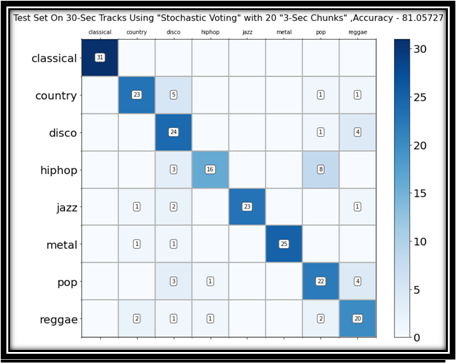 Test Set On 30-Sec Tracks Using "Stochastic Voting" with 20 "3-Sec Chunks" ,Accuracy - 81.05727
classical country disco hiphop jazz metal pop reggae
classical 31
country 23 5 1 1
disco 24 1 4
hiphop 3 16 8
jazz 1 2 23 1
metal 1 1 25
pop 3 1 22 4
reggae 2 1 1 2 20
30
25
20
15
10
5
0